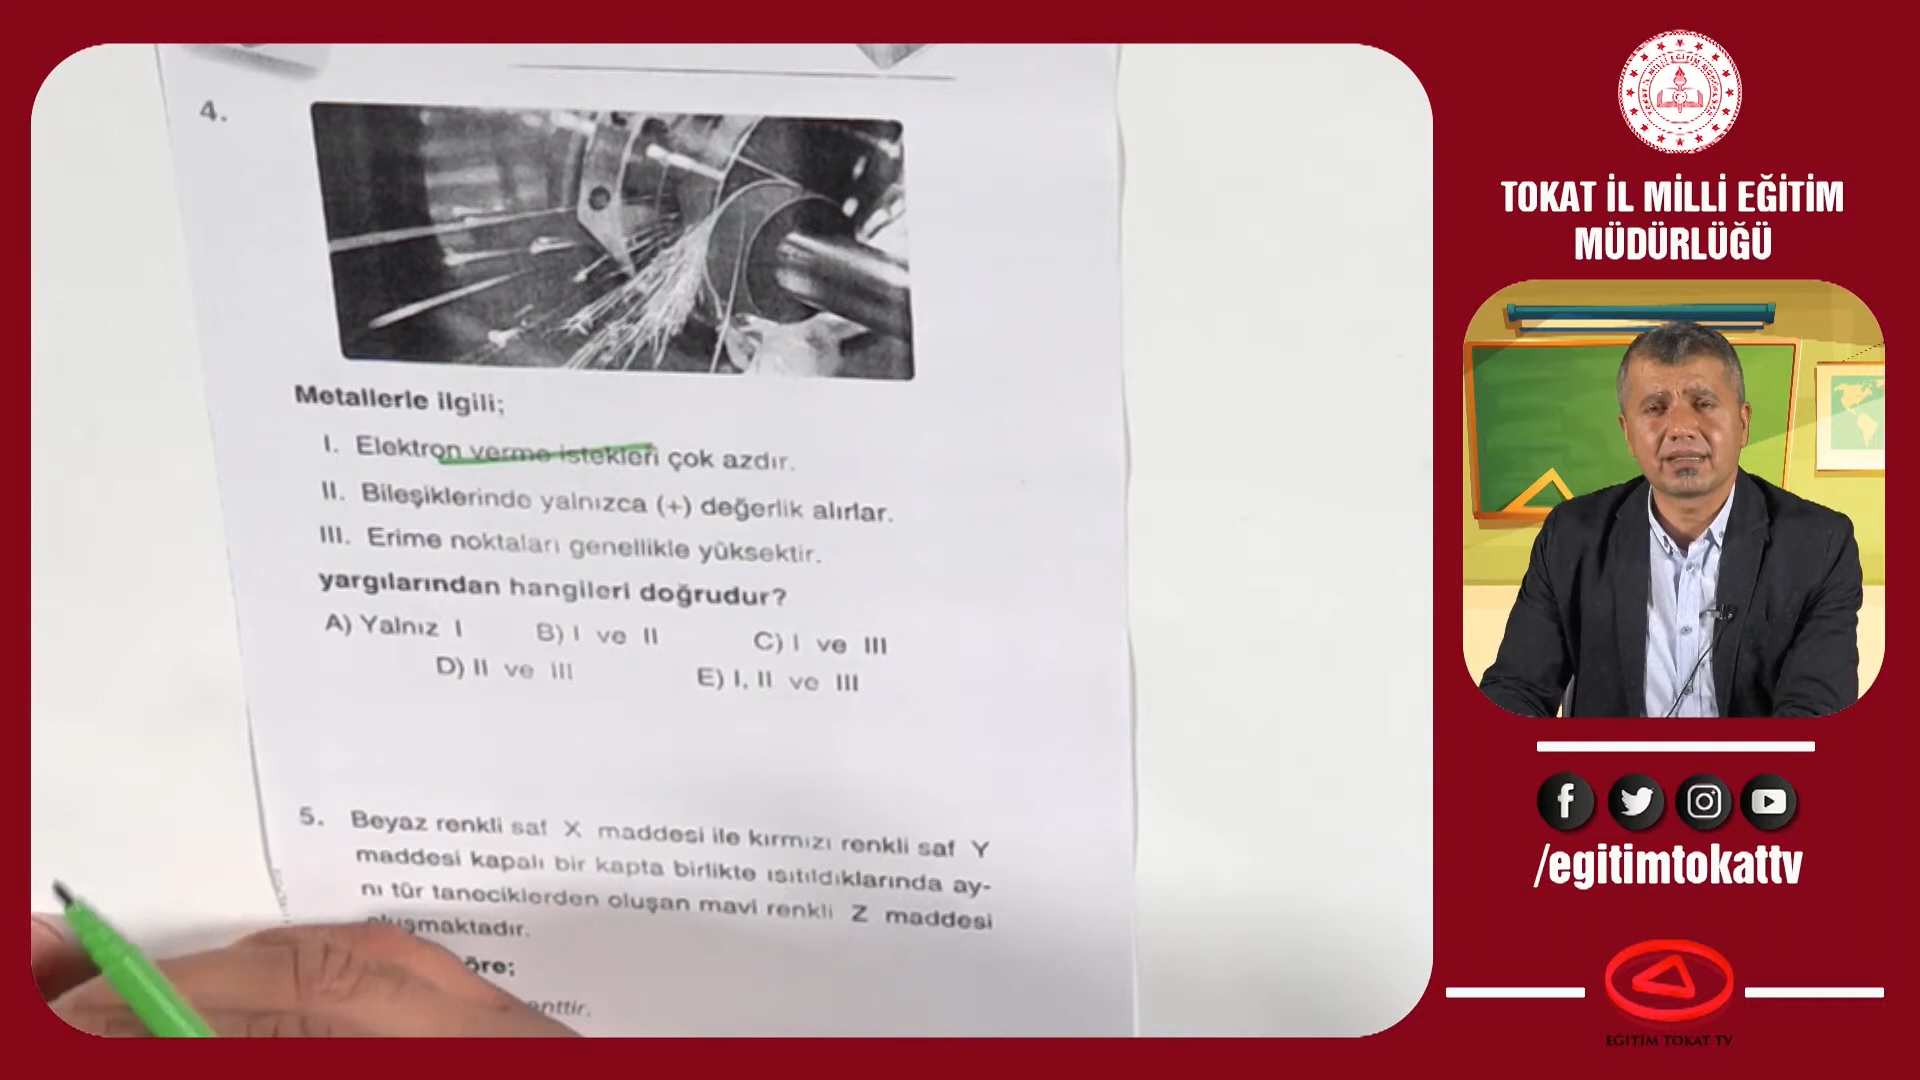 4.
Metallerle ilgili;
I. Elektron verme istekleri çok azdır.
II. Bileşiklerinde yalnızca (+) değerlik alırlar.
III. Erime noktaları genellikle yüksektir.
yargılarından hangileri doğrudur?
A) Yalnız I B) I ve II C) I ve III
D) II ve III E) I, II ve III
5. Beyaz renkli saf X maddesi ile kırmızı renkli saf Y
maddesi kapalı bir kapta birlikte ısıtıldıklarında ay-
nı tür taneciklerden oluşan mavi renkli Z maddesi
oluşmaktadır.
TOKAT İL MİLLİ EĞİTİM
MÜDÜRLÜĞÜ
/egitimtokattv
EĞİTİM TOKAT TV